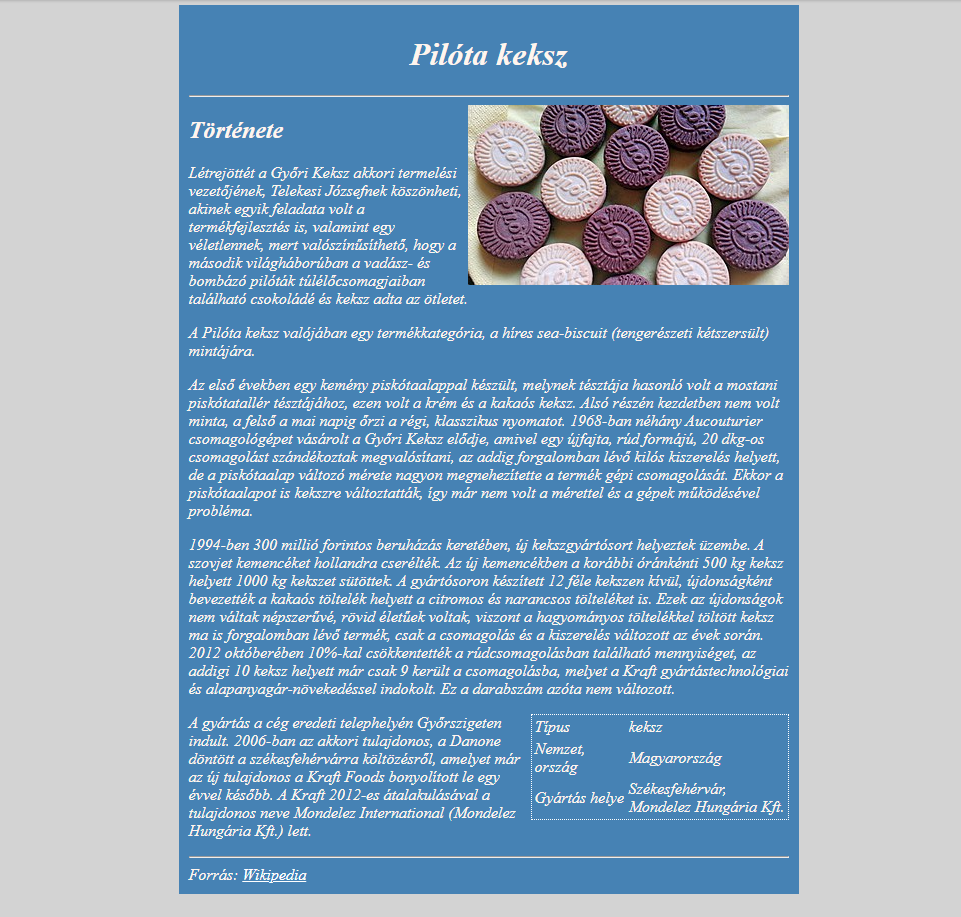 Pilóta keksz
Története
Létrejöttét a Győri Keksz akkori termelési
vezetőjének, Telekesi Józsefnek köszönheti,
akinek egyik feladata volt a
termékfejlesztés is, valamint egy
véletlennek, mert valószínűsíthető, hogy a
második világháborúban a vadász- és
bombázó pilóták túlélőcsomagjaiban
található csokoládé és keksz adta az ötletet.
A Pilóta keksz valójában egy termékkategória, a híres sea-biscuit (tengerészeti kétszersült)
mintájára.
Az első években egy kemény piskótaalappal készült, melynek tésztája hasonló volt a mostani
piskótatallér tésztájához, ezen volt a krém és a kakaós keksz. Alsó részén kezdetben nem volt
minta, a felső a mai napig őrzi a régi, klasszikus nyomatot. 1968-ban néhány Aucouturier
csomagológépet vásárolt a Győri Keksz elődje, amivel egy újfajta, rúd formájú, 20 dkg-os
csomagolást szándékoztak megvalósítani, az addig forgalomban lévő kilós kiszerelés helyett,
de a piskótaalap változó mérete nagyon megnehezítette a termék gépi csomagolását. Ekkor a
piskótaalapot is kekszre változtatták, így már nem volt a mérettel és a gépek működésével
probléma.
1994-ben 300 millió forintos beruházás keretében, új kekszgyártósort helyeztek üzembe. A
szovjet kemencéket hollandra cserélték. Az új kemencékben a korábbi óránkénti 500 kg keksz
helyett 1000 kg kekszet sütöttek. A gyártósoron készített 12 féle kekszen kívül, újdonságként
bevezették a kakaós töltelék helyett a citromos és narancsos tölteléket is. Ezek az újdonságok
nem váltak népszerűvé, rövid életűek voltak, viszont a hagyományos töltelékkel töltött keksz
ma is forgalomban lévő termék, csak a csomagolás és a kiszerelés változott az évek során.
2012 októberében 10%-kal csökkentették a rúdcsomagolásban található mennyiséget, az
addigi 10 keksz helyett már csak 9 került a csomagolásba, melyet a Kraft gyártástechnológiai
és alapanyagár-növekedéssel indokolt. Ez a darabszám azóta nem változott.
A gyártás a cég eredeti telephelyén Győrszigeten
indult. 2006-ban az akkori tulajdonos, a Danone
döntött a székesfehérvárra költözésről, amelyet már
az új tulajdonos a Kraft Foods bonyolított le egy
évvel később. A Kraft 2012-es átalakulásával a
tulajdonos neve Mondelez International (Mondelez
Hungária Kft.) lett.
Típus keksz
Nemzet,
ország
Magyarország
Gyártás helye
Székesfehérvár,
Mondelez Hungária Kft.
Forrás: Wikipedia